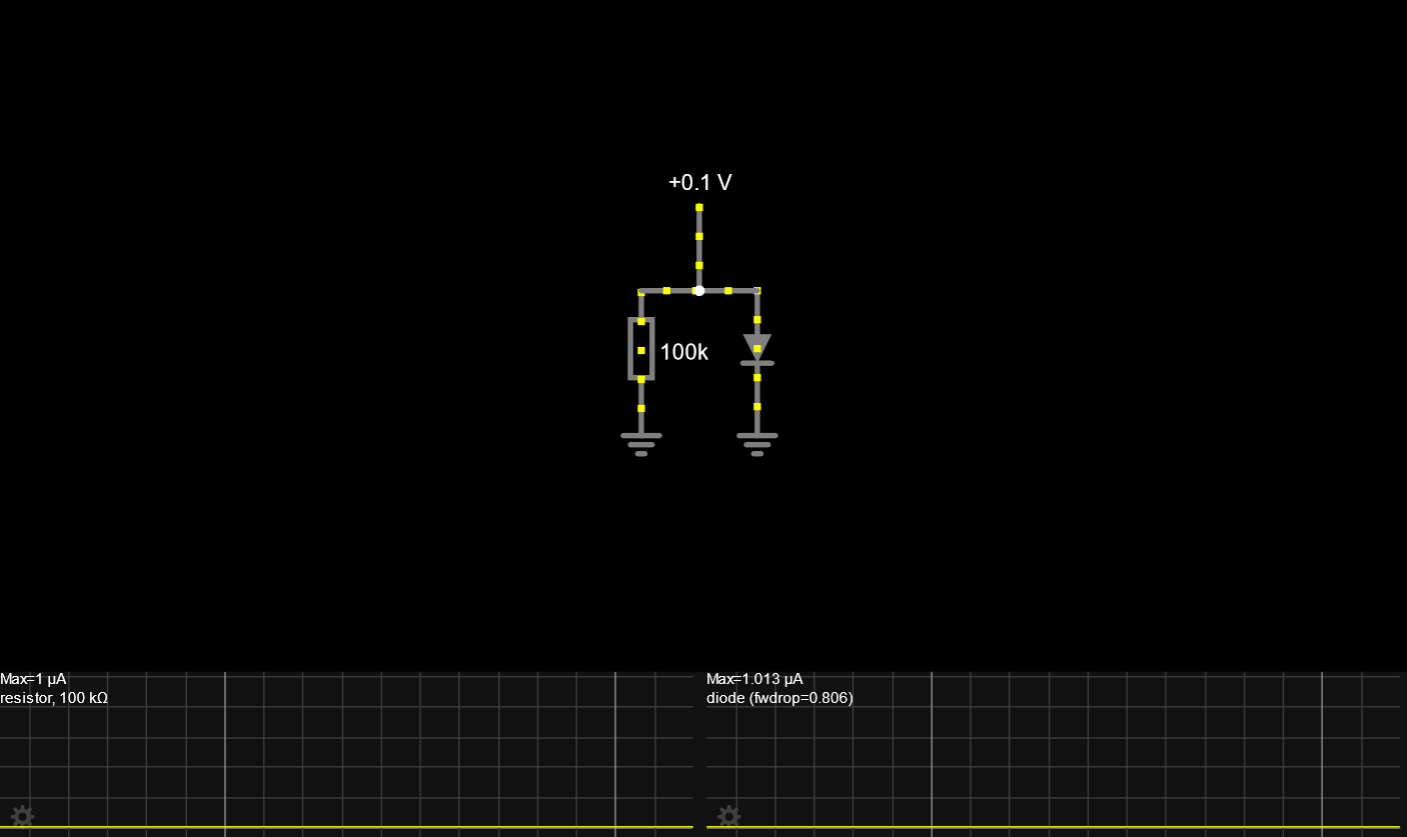 +0.1 V
100k
Max=1 μA
resistor, 100 kΩ
Max=1.013 μA
diode (fwdrop=0.806)